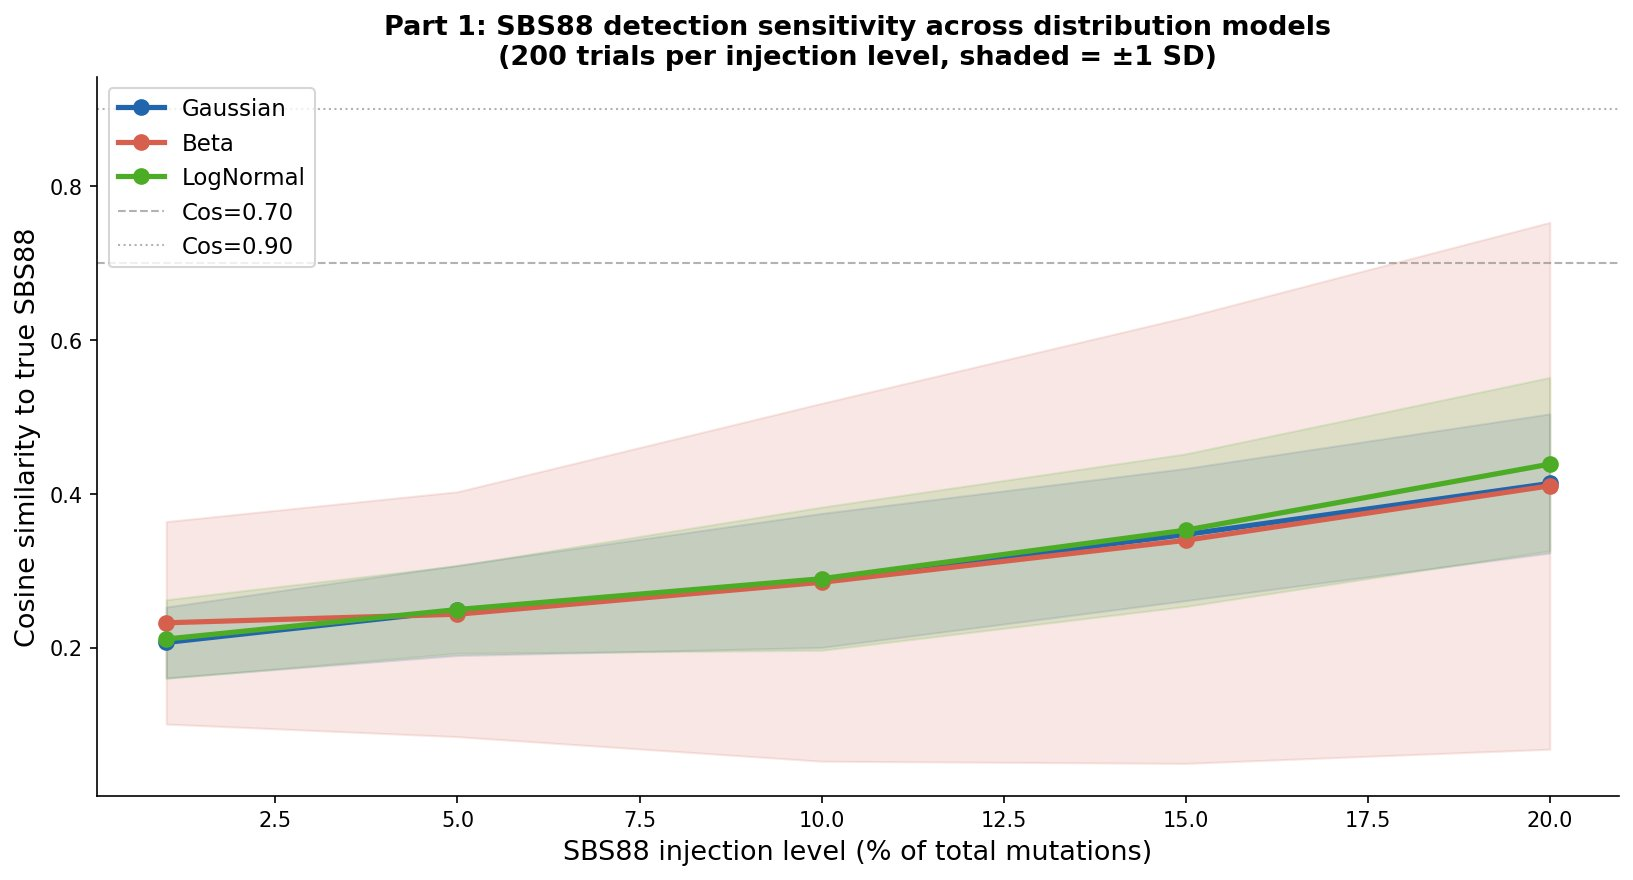 Part 1: SBS88 detection sensitivity across distribution models
(200 trials per injection level, shaded = ±1 SD)
Gaussian
Beta
LogNormal
Cos=0.70
Cos=0.90
Cosine similarity to true SBS88
0.8
0.6
0.4
0.2
2.5 5.0 7.5 10.0 12.5 15.0 17.5 20.0
SBS88 injection level (% of total mutations)